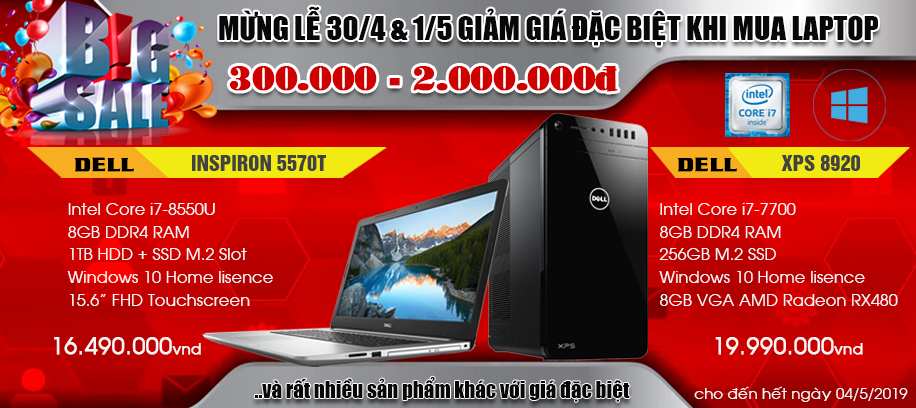 BIG
SALE
MỪNG LỄ 30/4 & 1/5 GIẢM GIÁ ĐẶC BIỆT KHI MUA LAPTOP
300.000 - 2.000.000đ
intel
CORE i7
inside
DELL INSPIRON 5570T
Intel Core i7-8550U
8GB DDR4 RAM
1TB HDD + SSD M.2 Slot
Windows 10 Home lisence
15.6” FHD Touchscreen
16.490.000vnd
DELL
DELL
XPS
DELL XPS 8920
Intel Core i7-7700
8GB DDR4 RAM
256GB M.2 SSD
Windows 10 Home lisence
8GB VGA AMD Radeon RX480
19.990.000vnd
..và rất nhiều sản phẩm khác với giá đặc biệt
cho đến hết ngày 04/5/2019